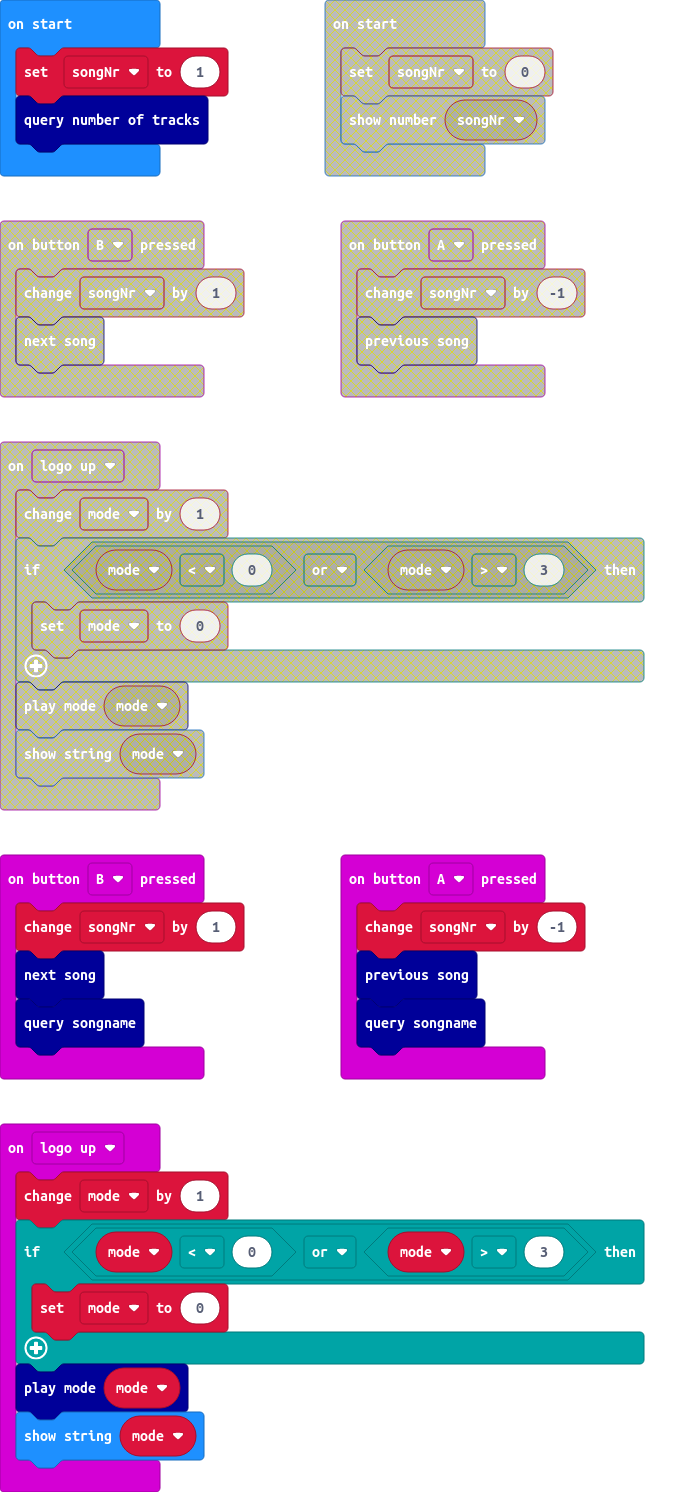 on start
set songNr to 1
query number of tracks
on start
set songNr to 0
show number songNr
on button B pressed
change songNr by 1
next song
on button A pressed
change songNr by -1
previous song
on logo up
change mode by 1
if mode < 0 or mode > 3 then
set mode to 0
play mode mode
show string mode
on button B pressed
change songNr by 1
next song
query songname
on button A pressed
change songNr by -1
previous song
query songname
on logo up
change mode by 1
if mode < 0 or mode > 3 then
set mode to 0
play mode mode
show string mode